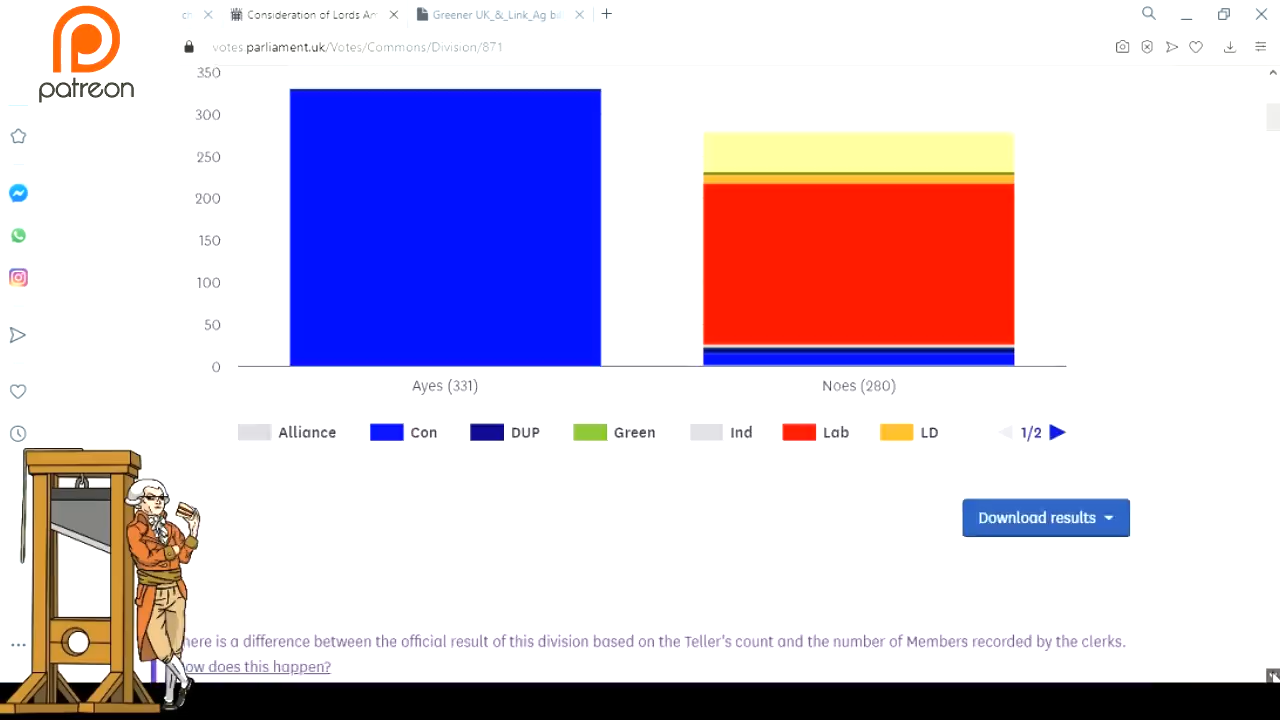 Consideration of Lords Am
Greener UK_&_Link_Ag bi
votes.parliament.uk/Votes/Commons/Division/871
patreon
350
300
250
200
150
100
50
0
Ayes (331)
Noes (280)
Alliance
Con
DUP
Green
Ind
Lab
LD
1/2
Download results
here is a difference between the official result of this division based on the Teller's count and the number of Members recorded by the clerks.
ow does this happen?